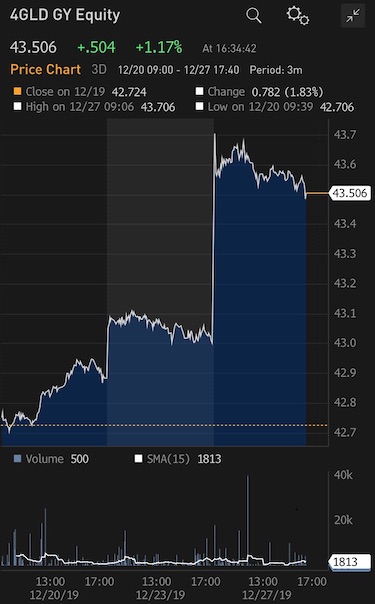 4GLD GY Equity
43.506 +.504 +1.17% At 16:34:42
Price Chart 3D 12/20 09:00 - 12/27 17:40 Period: 3m
Close on 12/19 42.724 Change 0.782 (1.83%)
High on 12/27 09:06 43.706 Low on 12/20 09:39 42.706
43.7
43.6
43.506
43.4
43.3
43.2
43.1
43.0
42.9
42.8
42.7
Volume 500 SMA(15) 1813
40k
20k
1813
13:00 17:00 13:00 17:00 13:00 17:00
12/20/19 12/23/19 12/27/19